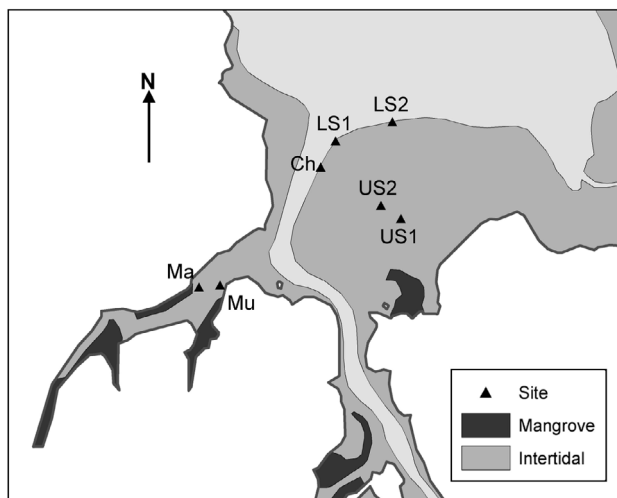 N
LS2
LS1
Ch
US2
US1
Ma
Mu
Site
Mangrove
Intertidal